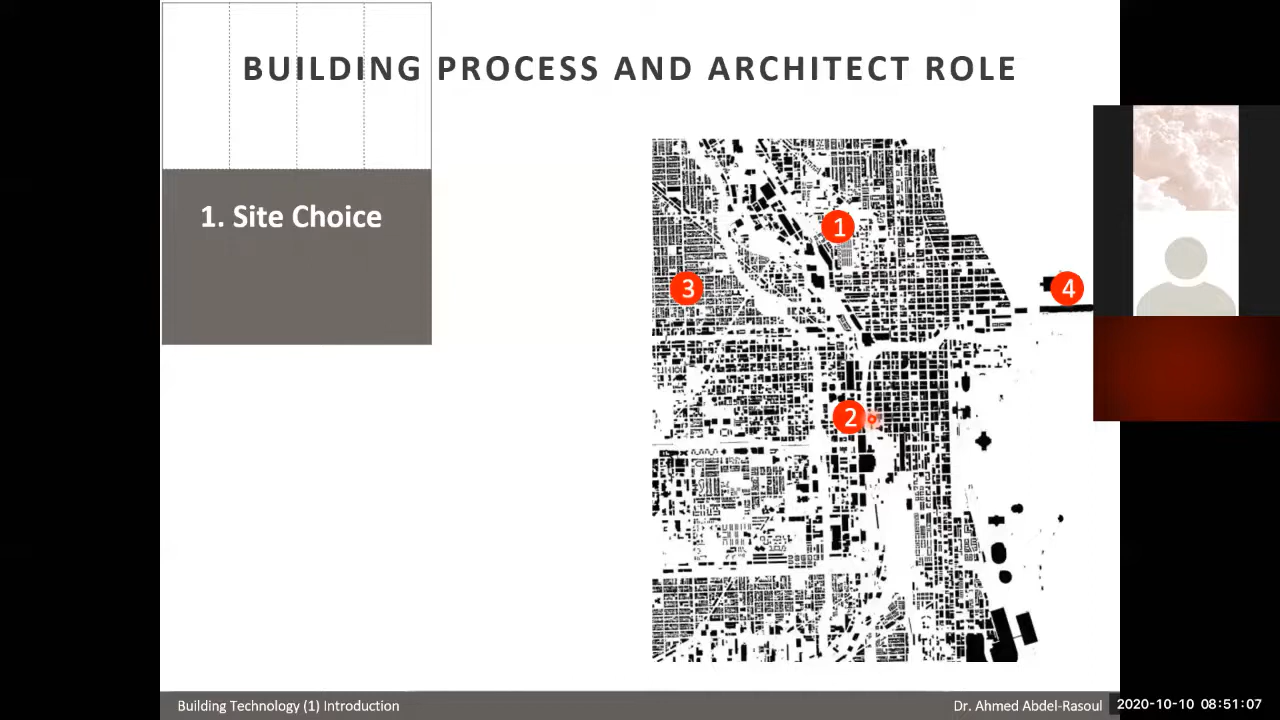 BUILDING PROCESS AND ARCHITECT ROLE
1. Site Choice
1
3
4
2
Building Technology (1) Introduction
Dr. Ahmed Abdel-Rasoul
2020-10-10 08:51:07